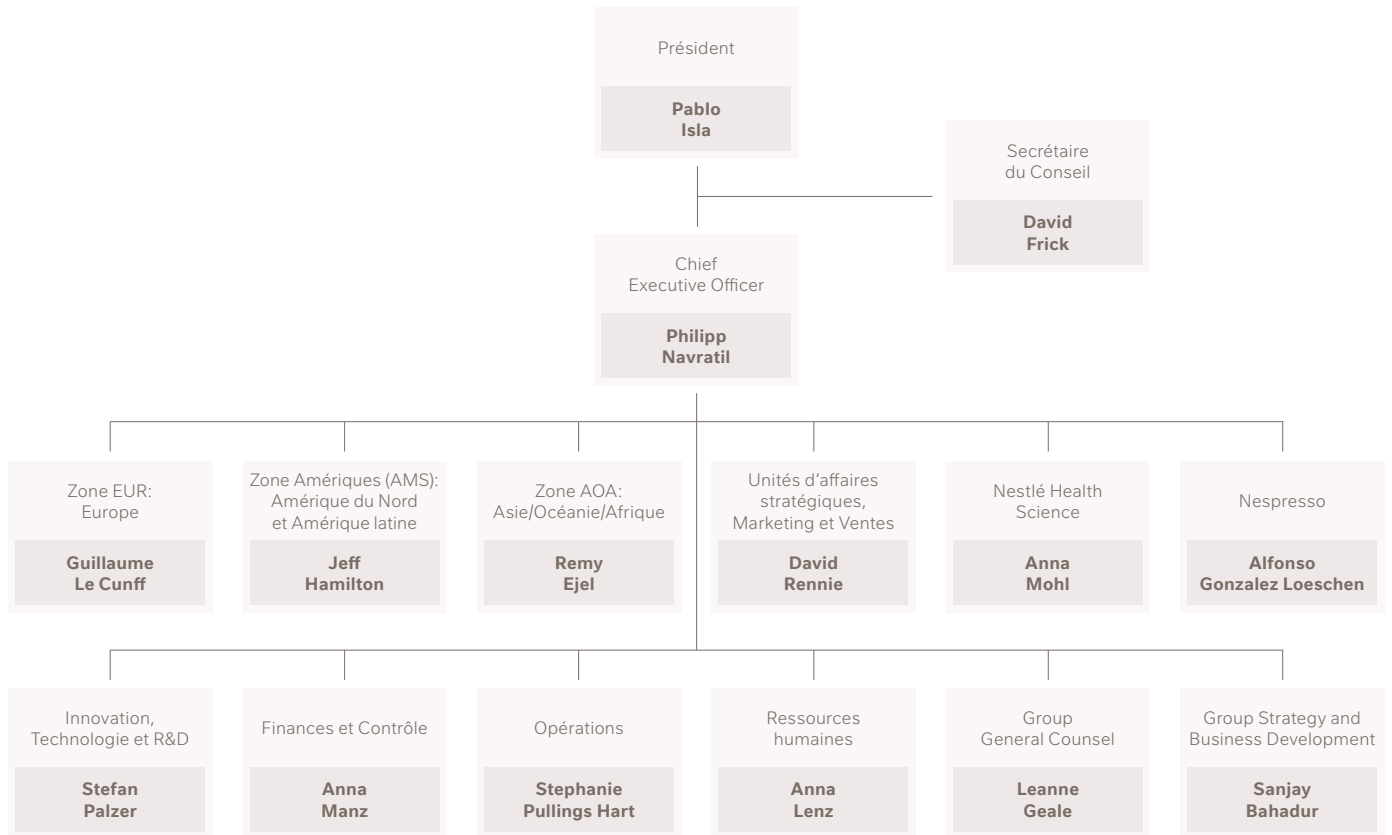 Président
Pablo
Isla
Secrétaire
du Conseil
David
Frick
Chief
Executive Officer
Philipp
Navratil
Zone EUR:
Europe
Guillaume
Le Cunff
Zone Amériques (AMS):
Amérique du Nord
et Amérique latine
Jeff
Hamilton
Zone AOA:
Asie/Océanie/Afrique
Remy
Ejel
Unités d’affaires
stratégiques,
Marketing et Ventes
David
Rennie
Nestlé Health
Science
Anna
Mohl
Nespresso
Alfonso
Gonzalez Loeschen
Innovation,
Technologie et R&D
Stefan
Palzer
Finances et Contrôle
Anna
Manz
Opérations
Stephanie
Pullings Hart
Ressources
humaines
Anna
Lenz
Group
General Counsel
Leanne
Geale
Group Strategy and
Business Development
Sanjay
Bahadur